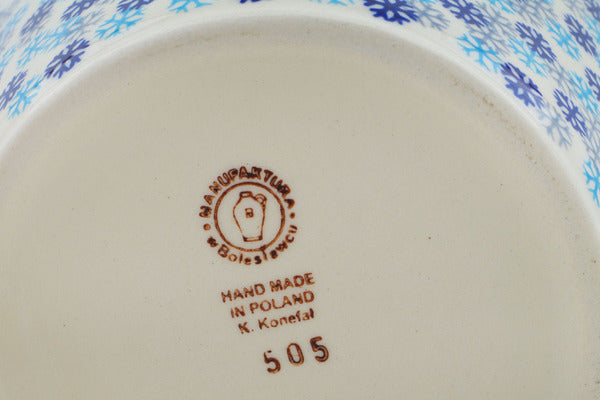 MANUFAKTURA
w Bolesławcu
B
HAND MADE
IN POLAND
K. Konefal
505